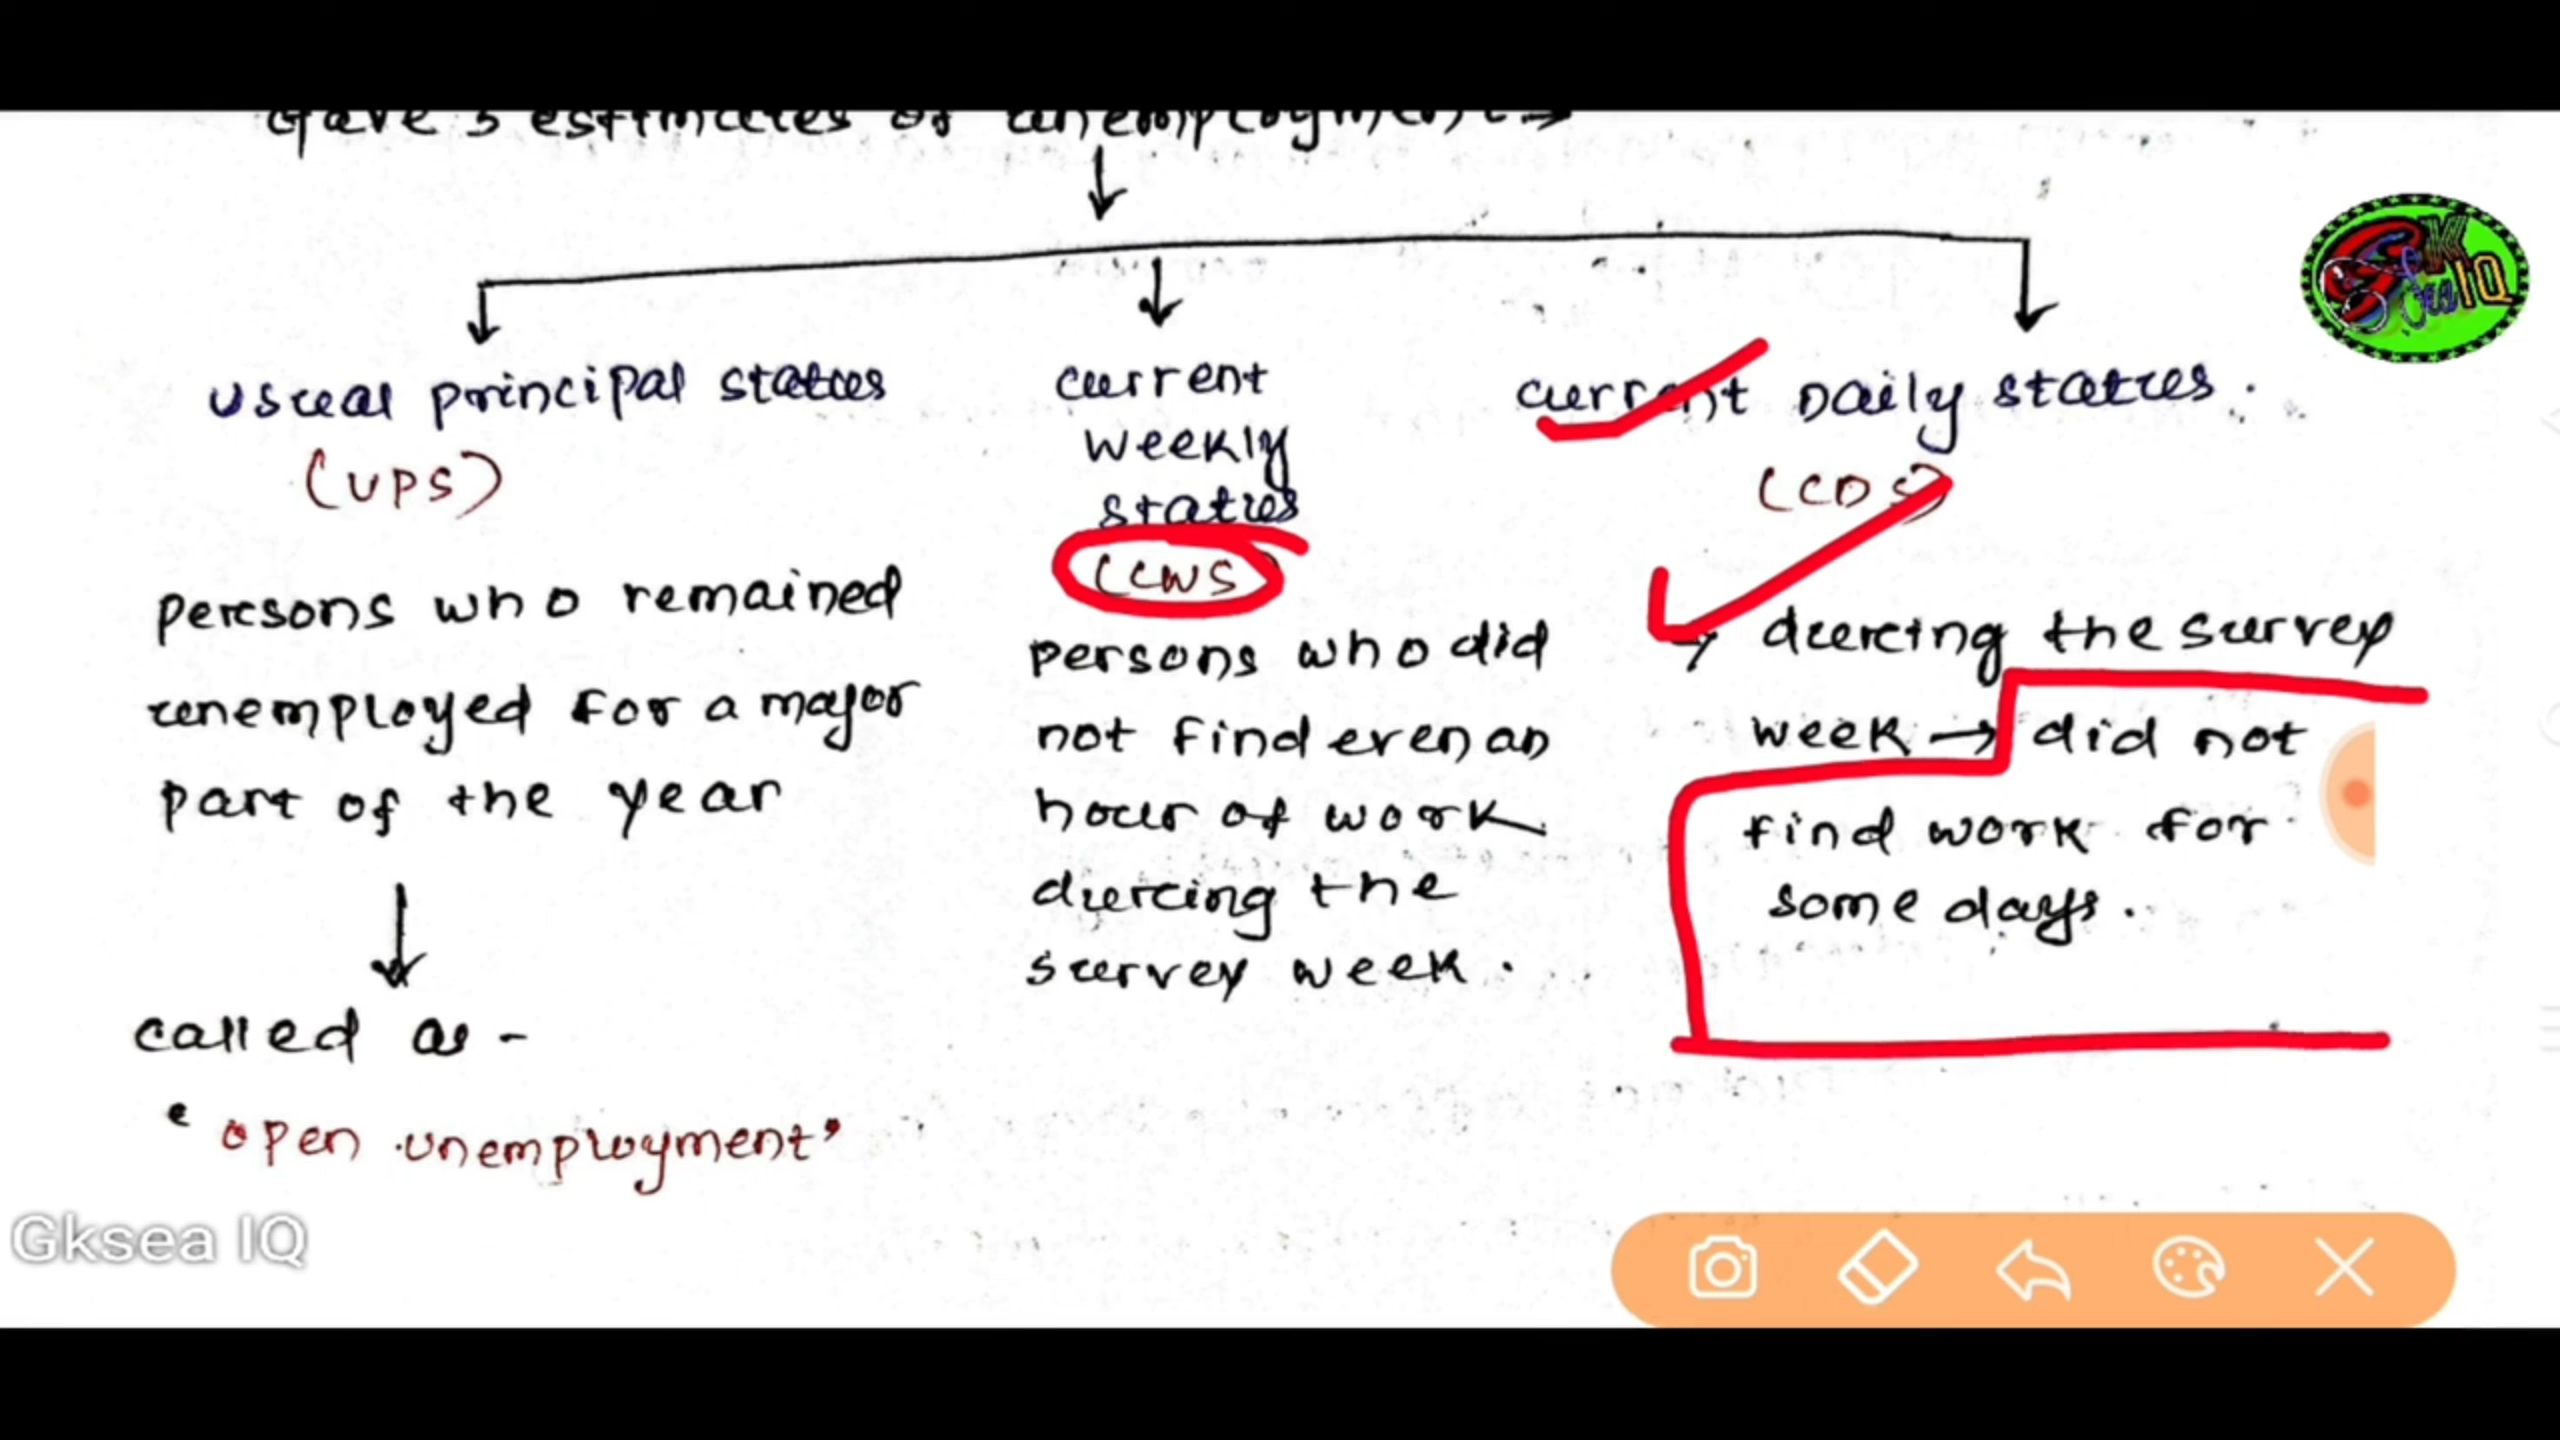 Gave 3 estimates of unemployment →
usual principal status
(UPS)
persons who remained
unemployed for a major
part of the year
called as -
"open unemployment"
current
weekly
status
(CWS)
persons who did
not find even an
hour of work
during the
survey week.
current Daily status.
(CDS)
→ during the survey
week → did not
find work for
some days.
GK
Sea IQ
Gksea IQ